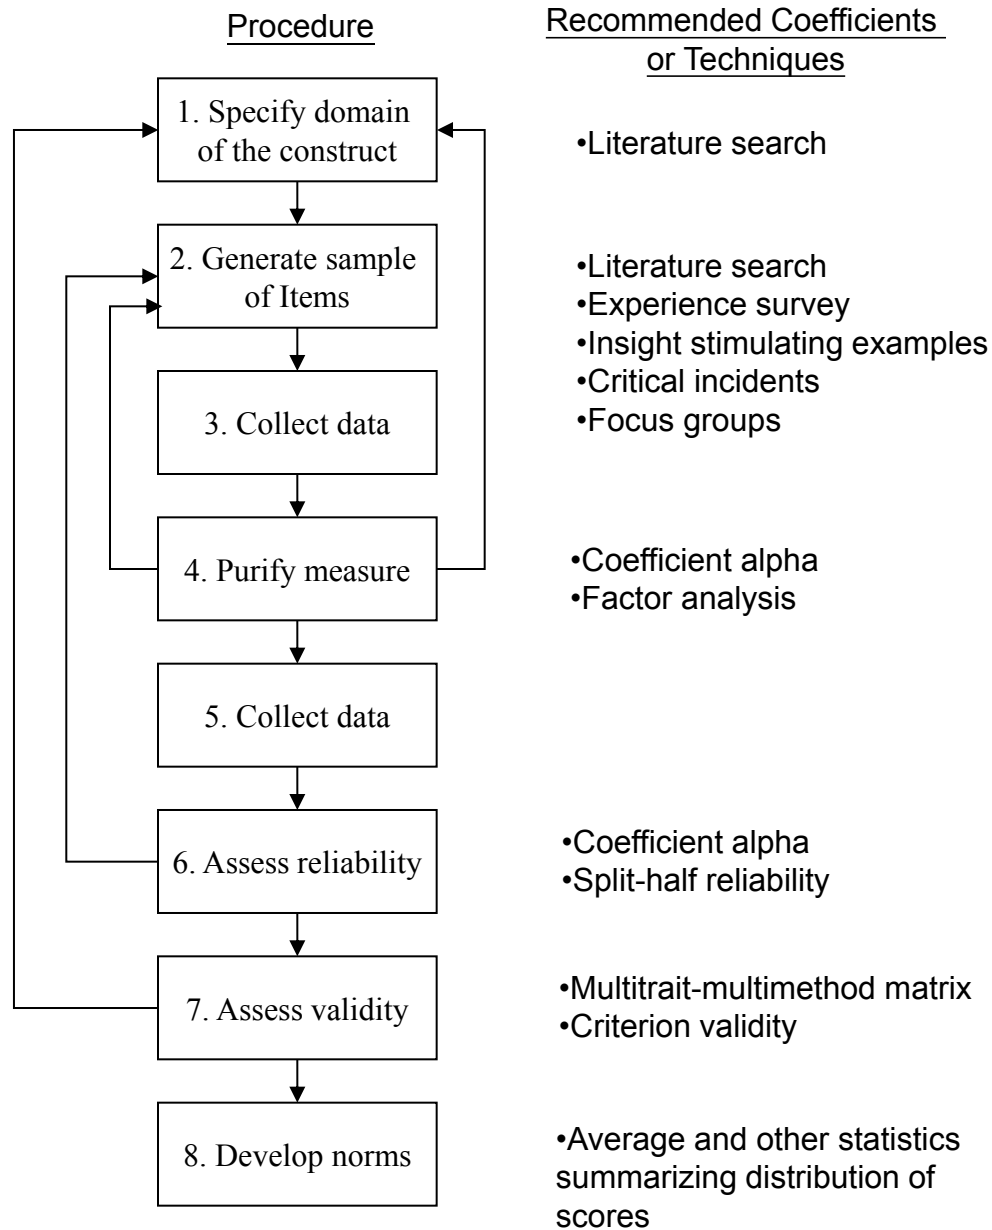 Procedure
Recommended Coefficients
or Techniques
1. Specify domain
of the construct
•Literature search
2. Generate sample
of Items
•Literature search
•Experience survey
•Insight stimulating examples
•Critical incidents
•Focus groups
3. Collect data
4. Purify measure
•Coefficient alpha
•Factor analysis
5. Collect data
6. Assess reliability
•Coefficient alpha
•Split-half reliability
7. Assess validity
•Multitrait-multimethod matrix
•Criterion validity
8. Develop norms
•Average and other statistics
summarizing distribution of
scores